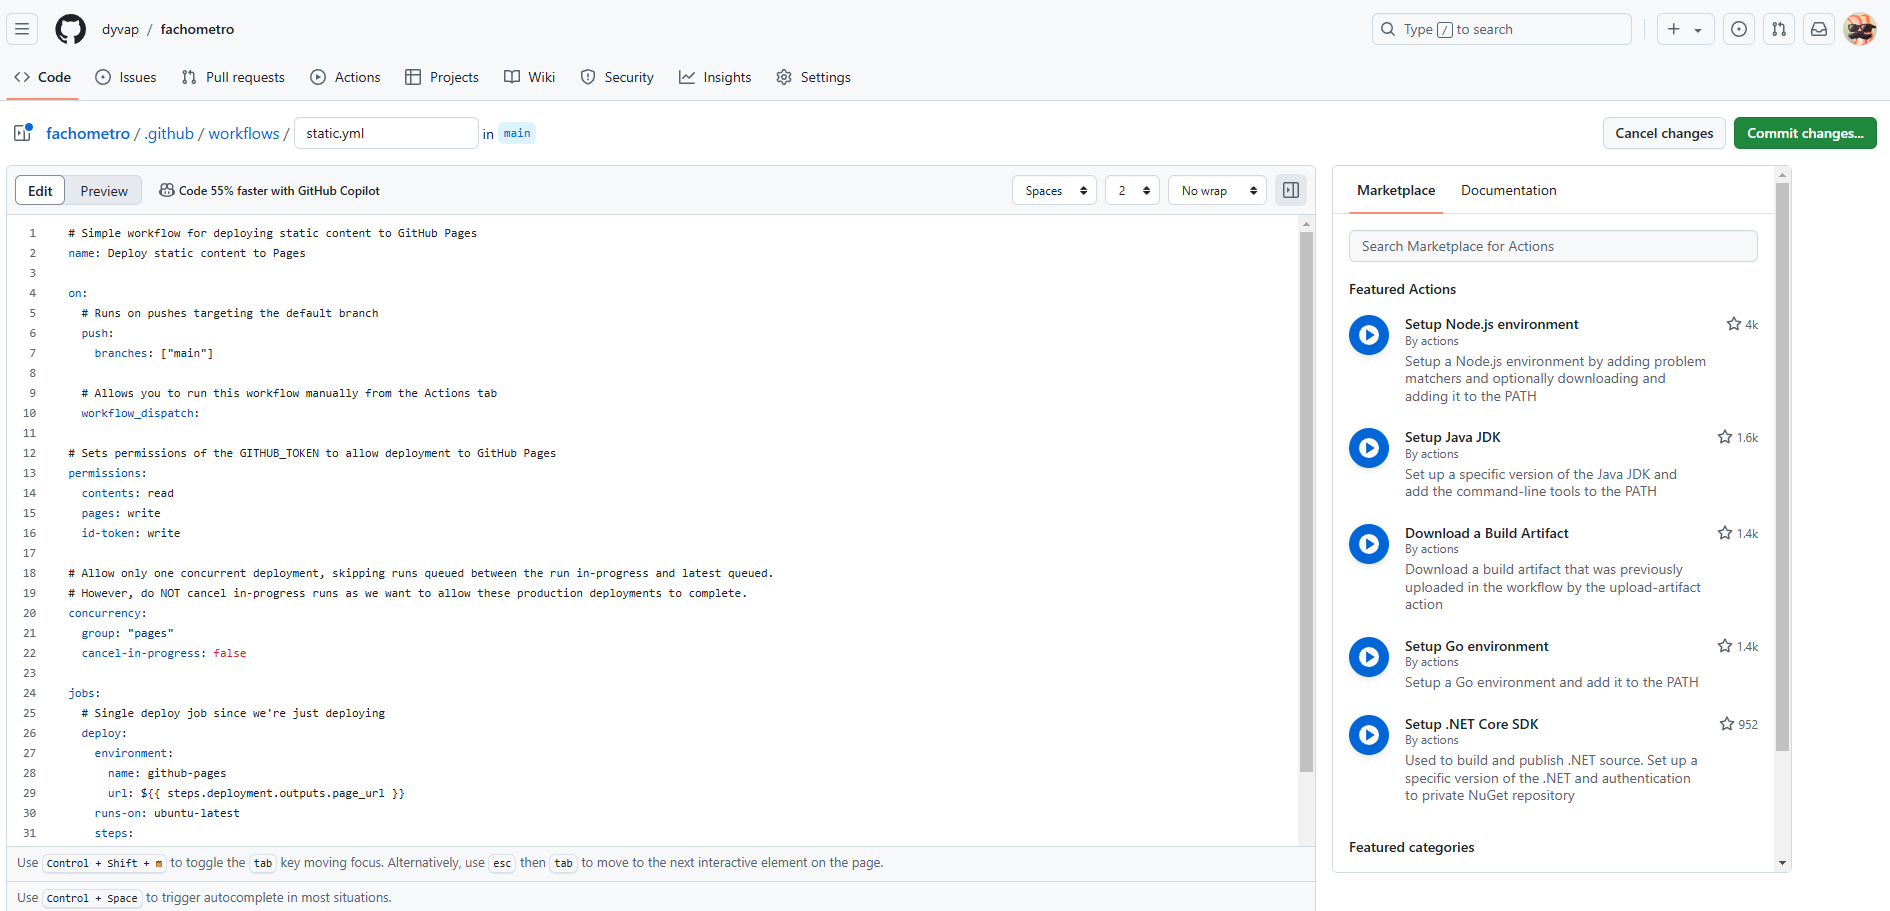 dyvap / fachometro
Type / to search
Code Issues Pull requests Actions Projects Wiki Security Insights Settings
fachometro / .github / workflows / static.yml in main
Cancel changes Commit changes...
Edit Preview Code 55% faster with GitHub Copilot
Spaces 2 No wrap
1 # Simple workflow for deploying static content to GitHub Pages
2 name: Deploy static content to Pages
3
4 on:
5 # Runs on pushes targeting the default branch
6 push:
7 branches: ["main"]
8
9 # Allows you to run this workflow manually from the Actions tab
10 workflow_dispatch:
11
12 # Sets permissions of the GITHUB_TOKEN to allow deployment to GitHub Pages
13 permissions:
14 contents: read
15 pages: write
16 id-token: write
17
18 # Allow only one concurrent deployment, skipping runs queued between the run in-progress and latest queued.
19 # However, do NOT cancel in-progress runs as we want to allow these production deployments to complete.
20 concurrency:
21 group: "pages"
22 cancel-in-progress: false
23
24 jobs:
25 # Single deploy job since we're just deploying
26 deploy:
27 environment:
28 name: github-pages
29 url: ${{ steps.deployment.outputs.page_url }}
30 runs-on: ubuntu-latest
31 steps:
Use Control + Shift + m to toggle the tab key moving focus. Alternatively, use esc then tab to move to the next interactive element on the page.
Use Control + Space to trigger autocomplete in most situations.
Marketplace Documentation
Search Marketplace for Actions
Featured Actions
Setup Node.js environment 4k
By actions
Setup a Node.js environment by adding problem
matchers and optionally downloading and
adding it to the PATH
Setup Java JDK 1.6k
By actions
Set up a specific version of the Java JDK and
add the command-line tools to the PATH
Download a Build Artifact 1.4k
By actions
Download a build artifact that was previously
uploaded in the workflow by the upload-artifact
action
Setup Go environment 1.4k
By actions
Setup a Go environment and add it to the PATH
Setup .NET Core SDK 952
By actions
Used to build and publish .NET source. Set up a
specific version of the .NET and authentication
to private NuGet repository
Featured categories